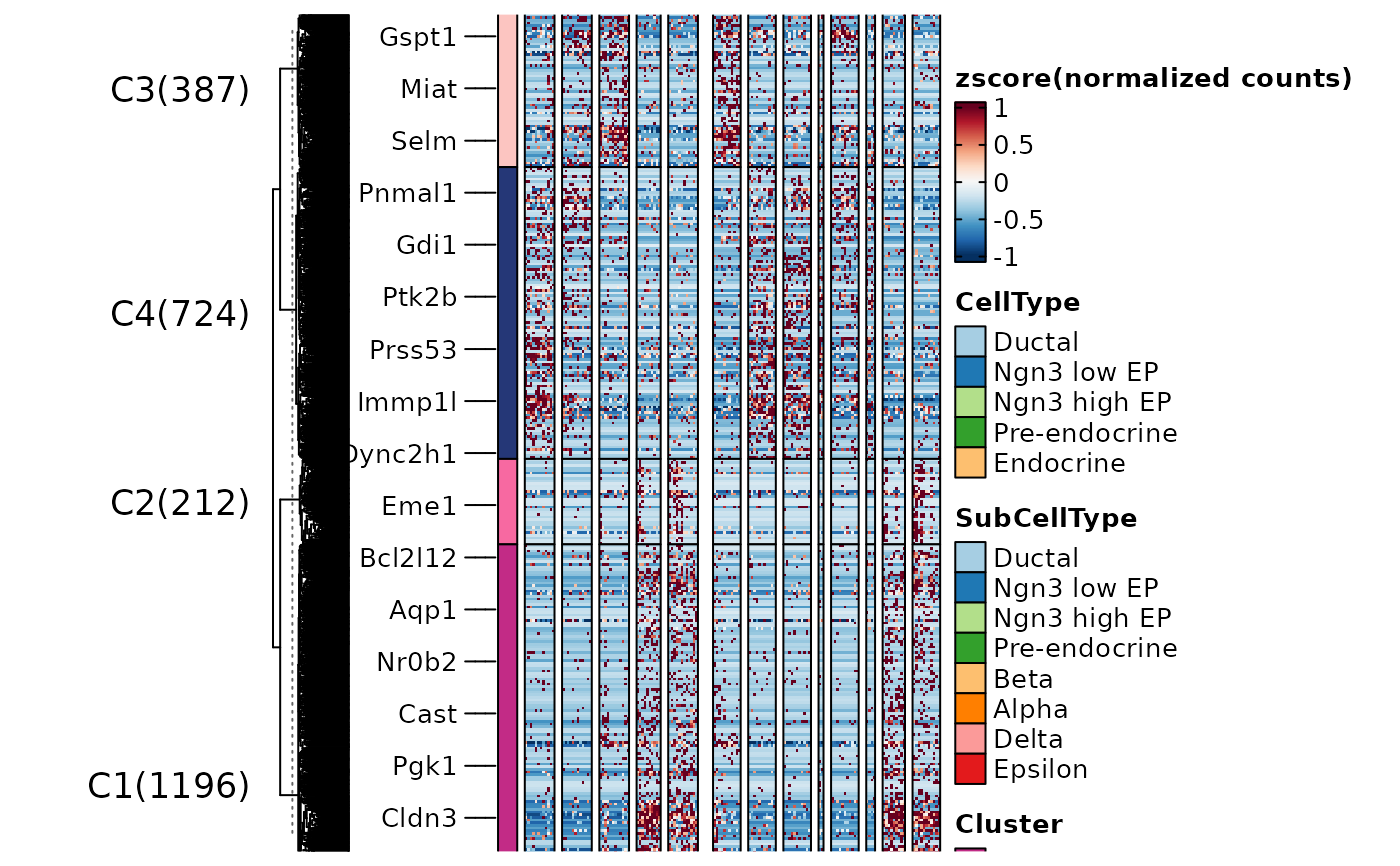 C3(387)
C4(724)
C2(212)
C1(1196)
Gspt1
Miat
Selm
Pnmal1
Gdi1
Ptk2b
Prss53
Immp1l
Dync2h1
Eme1
Bcl2l12
Aqp1
Nr0b2
Cast
Pgk1
Cldn3
zscore(normalized counts)
1
0.5
0
-0.5
-1
CellType
Ductal
Ngn3 low EP
Ngn3 high EP
Pre-endocrine
Endocrine
SubCellType
Ductal
Ngn3 low EP
Ngn3 high EP
Pre-endocrine
Beta
Alpha
Delta
Epsilon
Cluster